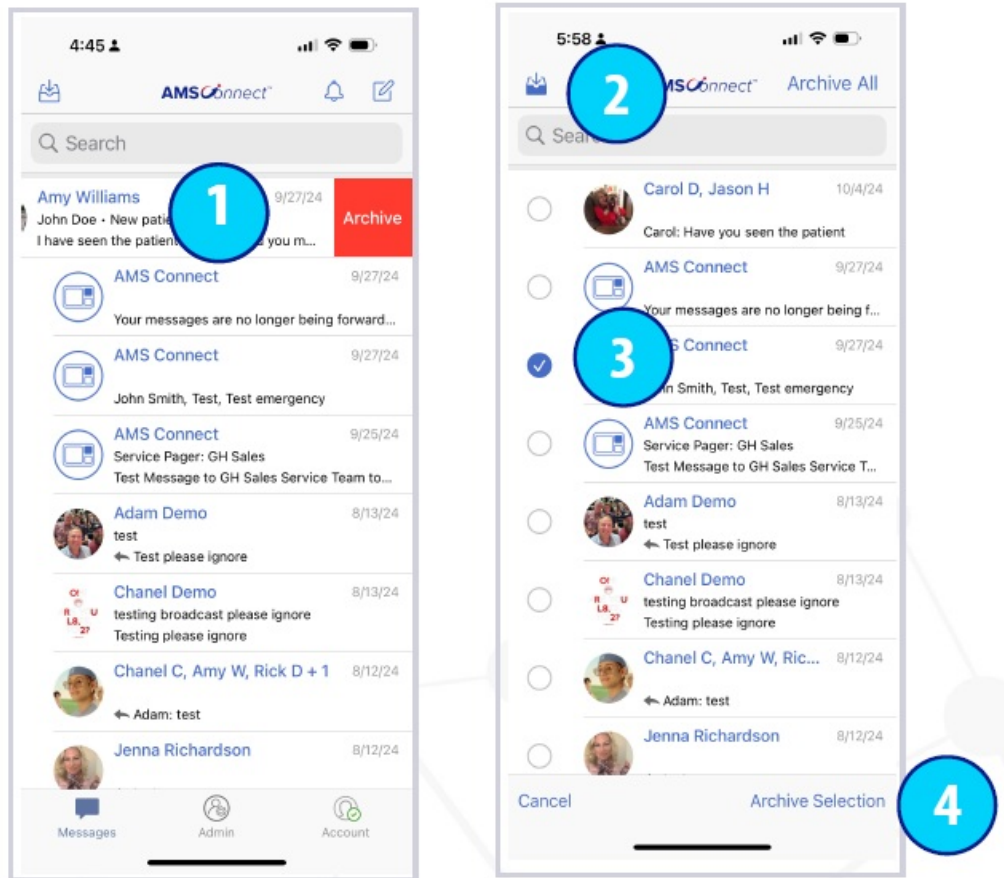 4:45
AMSConnect
Search
Amy Williams 9/27/24
John Doe • New patie
I have seen the patient you m...
Archive
1
AMS Connect 9/27/24
Your messages are no longer being forward...
AMS Connect 9/27/24
John Smith, Test, Test emergency
AMS Connect 9/25/24
Service Pager: GH Sales
Test Message to GH Sales Service Team to...
Adam Demo 8/13/24
test
Test please ignore
Chanel Demo 8/13/24
testing broadcast please ignore
Testing please ignore
Chanel C, Amy W, Rick D + 1 8/12/24
Adam: test
Jenna Richardson 8/12/24
Messages Admin Account
5:58
2
MSConnect Archive All
Sear
Carol D, Jason H 10/4/24
Carol: Have you seen the patient
AMS Connect 9/27/24
Your messages are no longer being f...
3
S Connect 9/27/24
n Smith, Test, Test emergency
AMS Connect 9/25/24
Service Pager: GH Sales
Test Message to GH Sales Service T...
Adam Demo 8/13/24
test
Test please ignore
Chanel Demo 8/13/24
testing broadcast please ignore
Testing please ignore
Chanel C, Amy W, Ric... 8/12/24
Adam: test
Jenna Richardson 8/12/24
Cancel Archive Selection
4